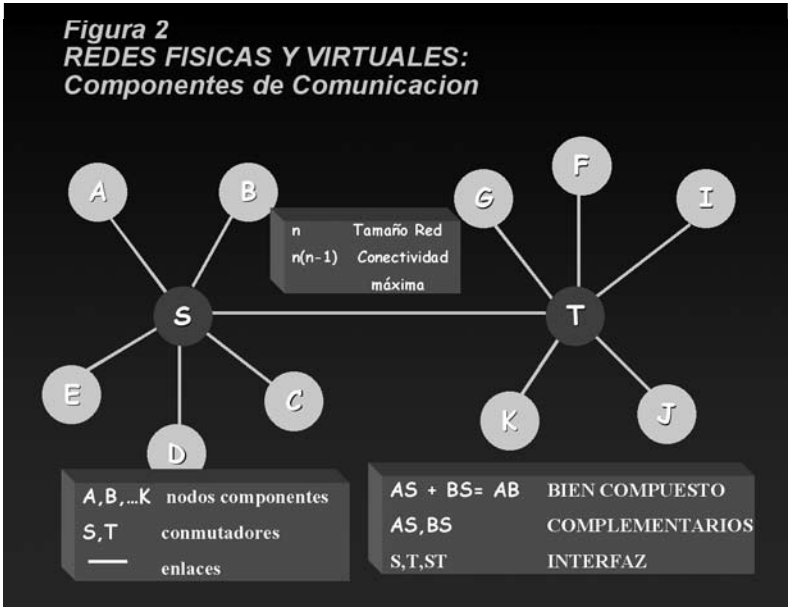 Figura 2
REDES FISICAS Y VIRTUALES:
Componentes de Comunicacion
A
B
G
F
I
n Tamaño Red
n(n-1) Conectividad
máxima
S
T
E
C
D
K
J
A,B,...K nodos componentes
S,T conmutadores
enlaces
AS + BS= AB BIEN COMPUESTO
AS,BS COMPLEMENTARIOS
S,T,ST INTERFAZ